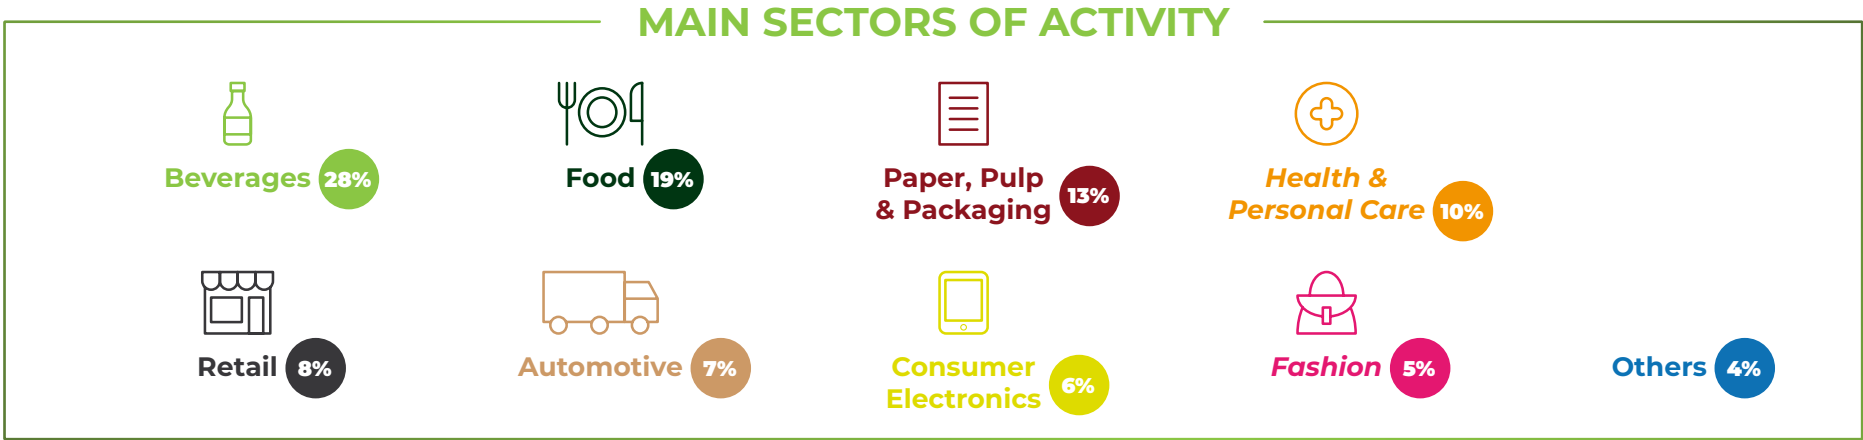 MAIN SECTORS OF ACTIVITY
Beverages 28%
Food 19%
Paper, Pulp
& Packaging 13%
Health &
Personal Care 10%
Retail 8%
Automotive 7%
Consumer
Electronics 6%
Fashion 5%
Others 4%